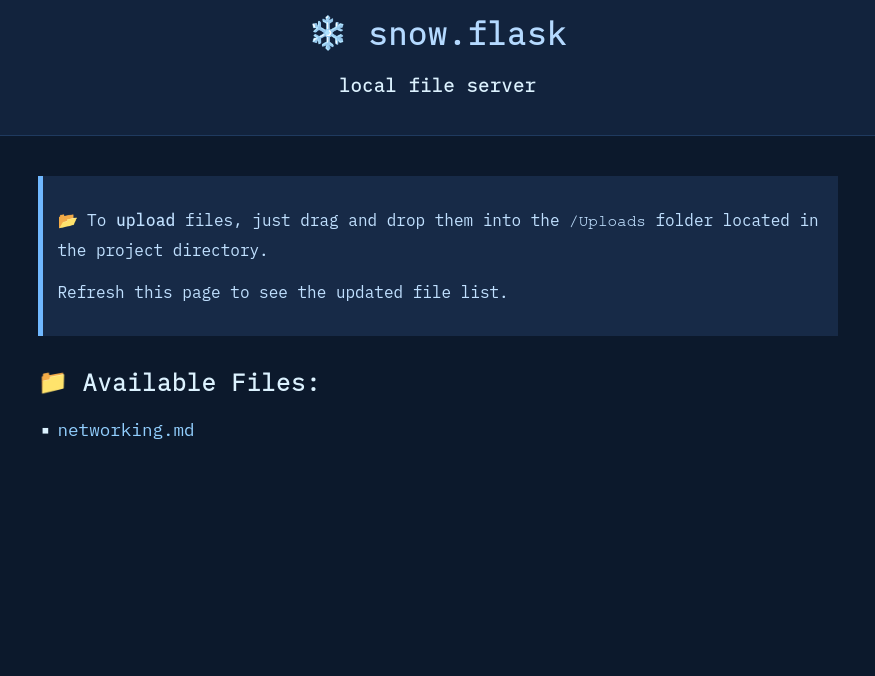 ❄️ snow.flask
local file server
📂 To upload files, just drag and drop them into the /Uploads folder located in
the project directory.
Refresh this page to see the updated file list.
📁 Available Files:
▪ networking.md